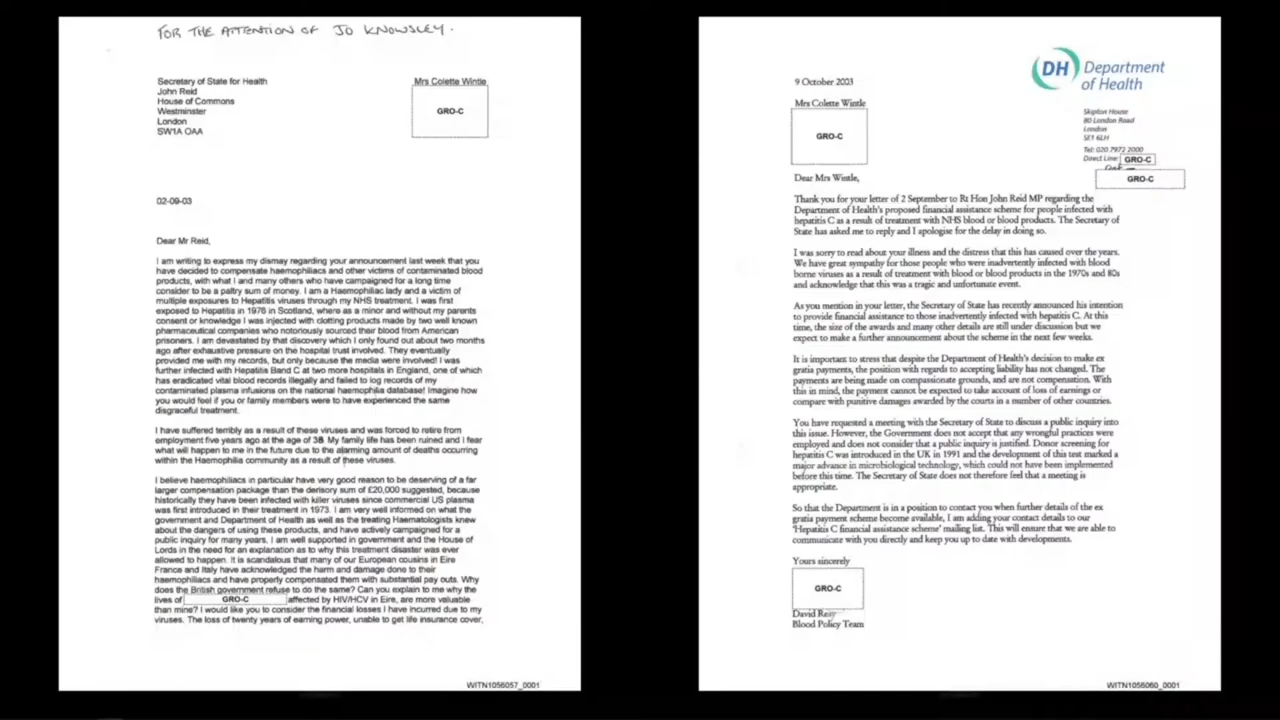 FOR THE ATTENTION OF JO KNOWSLEY.
Secretary of State for Health
John Reid
House of Commons
Westminster
London
SW1A OAA
Mrs Colette Wintle
GRO-C
02-09-03
Dear Mr Reid,
I am writing to express my dismay regarding your announcement last week that you
have decided to compensate haemophiliacs and other victims of contaminated blood
products, with what I and many others who have campaigned for a long time
consider to be a paltry sum of money. I am a Haemophiliac lady and a victim of
multiple exposures to Hepatitis viruses through my NHS treatment. I was first
exposed to Hepatitis in 1976 in Scotland, where as a minor and without my parents
consent or knowledge I was injected with clotting products made by two well known
pharmaceutical companies who notoriously sourced their blood from American
prisoners. I am devastated by that discovery which I only found out about two months
ago after exhaustive pressure on the hospital trust involved. They eventually
provided me with my records, but only because the media were involved! I was
further infected with Hepatitis Band C at two more hospitals in England, one of which
has eradicated vital blood records illegally and failed to log records of my
contaminated plasma infusions on the national haemophilia database! Imagine how
you would feel if you or family members were to have experienced the same
disgraceful treatment.
I have suffered terribly as a result of these viruses and was forced to retire from
employment five years ago at the age of 38. My family life has been ruined and I fear
what will happen to me in the future due to the alarming amount of deaths occurring
within the Haemophilia community as a result of these viruses.
I believe haemophiliacs in particular have very good reason to be deserving of a far
larger compensation package than the derisory sum of £20,000 suggested, because
historically they have been infected with killer viruses since commercial US plasma
was first introduced in their treatment in 1973. I am very well informed on what the
government and Department of Health as well as the treating Haematologists knew
about the dangers of using these products, and have actively campaigned for a
public inquiry for many years. I am well supported in government and the House of
Lords in the need for an explanation as to why this treatment disaster was ever
allowed to happen. It is scandalous that many of our European cousins in Eire
France and Italy have acknowledged the harm and damage done to their
haemophiliacs and have properly compensated them with substantial pay outs. Why
does the British government refuse to do the same? Can you explain to me why the
lives of GRO-C affected by HIV/HCV in Eire, are more valuable
than mine? I would like you to consider the financial losses I have incurred due to my
viruses. The loss of twenty years of earning power, unable to get life insurance cover,
WITN1056057_0001
DH Department
of Health
9 October 2003
Mrs Colette Wintle
GRO-C
Skipton House
80 London Road
London
SE1 6LH
Tel: 020 7972 2000
Direct Line: GRO-C
GRO-C
Dear Mrs Wintle,
Thank you for your letter of 2 September to Rt Hon John Reid MP regarding the
Department of Health's proposed financial assistance scheme for people infected with
hepatitis C as a result of treatment with NHS blood or blood products. The Secretary of
State has asked me to reply and I apologise for the delay in doing so.
I was sorry to read about your illness and the distress that this has caused over the years.
We have great sympathy for those people who were inadvertently infected with blood
borne viruses as a result of treatment with blood or blood products in the 1970s and 80s
and acknowledge that this was a tragic and unfortunate event.
As you mention in your letter, the Secretary of State has recently announced his intention
to provide financial assistance to those inadvertently infected with hepatitis C. At this
time, the size of the awards and many other details are still under discussion but we
expect to make a further announcement about the scheme in the next few weeks.
It is important to stress that despite the Department of Health's decision to make ex
gratia payments, the position with regards to accepting liability has not changed. The
payments are being made on compassionate grounds, and are not compensation. With
this in mind, the payment cannot be expected to take account of loss of earnings or
compare with punitive damages awarded by the courts in a number of other countries.
You have requested a meeting with the Secretary of State to discuss a public inquiry into
this issue. However, the Government does not accept that any wrongful practices were
employed and does not consider that a public inquiry is justified. Donor screening for
hepatitis C was introduced in the UK in 1991 and the development of this test marked a
major advance in microbiological technology, which could not have been implemented
before this time. The Secretary of State does not therefore feel that a meeting is
appropriate.
So that the Department is in a position to contact you when further details of the ex
gratia payment scheme become available, I am adding your contact details to our
'Hepatitis C financial assistance scheme' mailing list. This will ensure that we are able to
communicate with you directly and keep you up to date with developments.
Yours sincerely
GRO-C
David Reay
Blood Policy Team
WITN1056060_0001